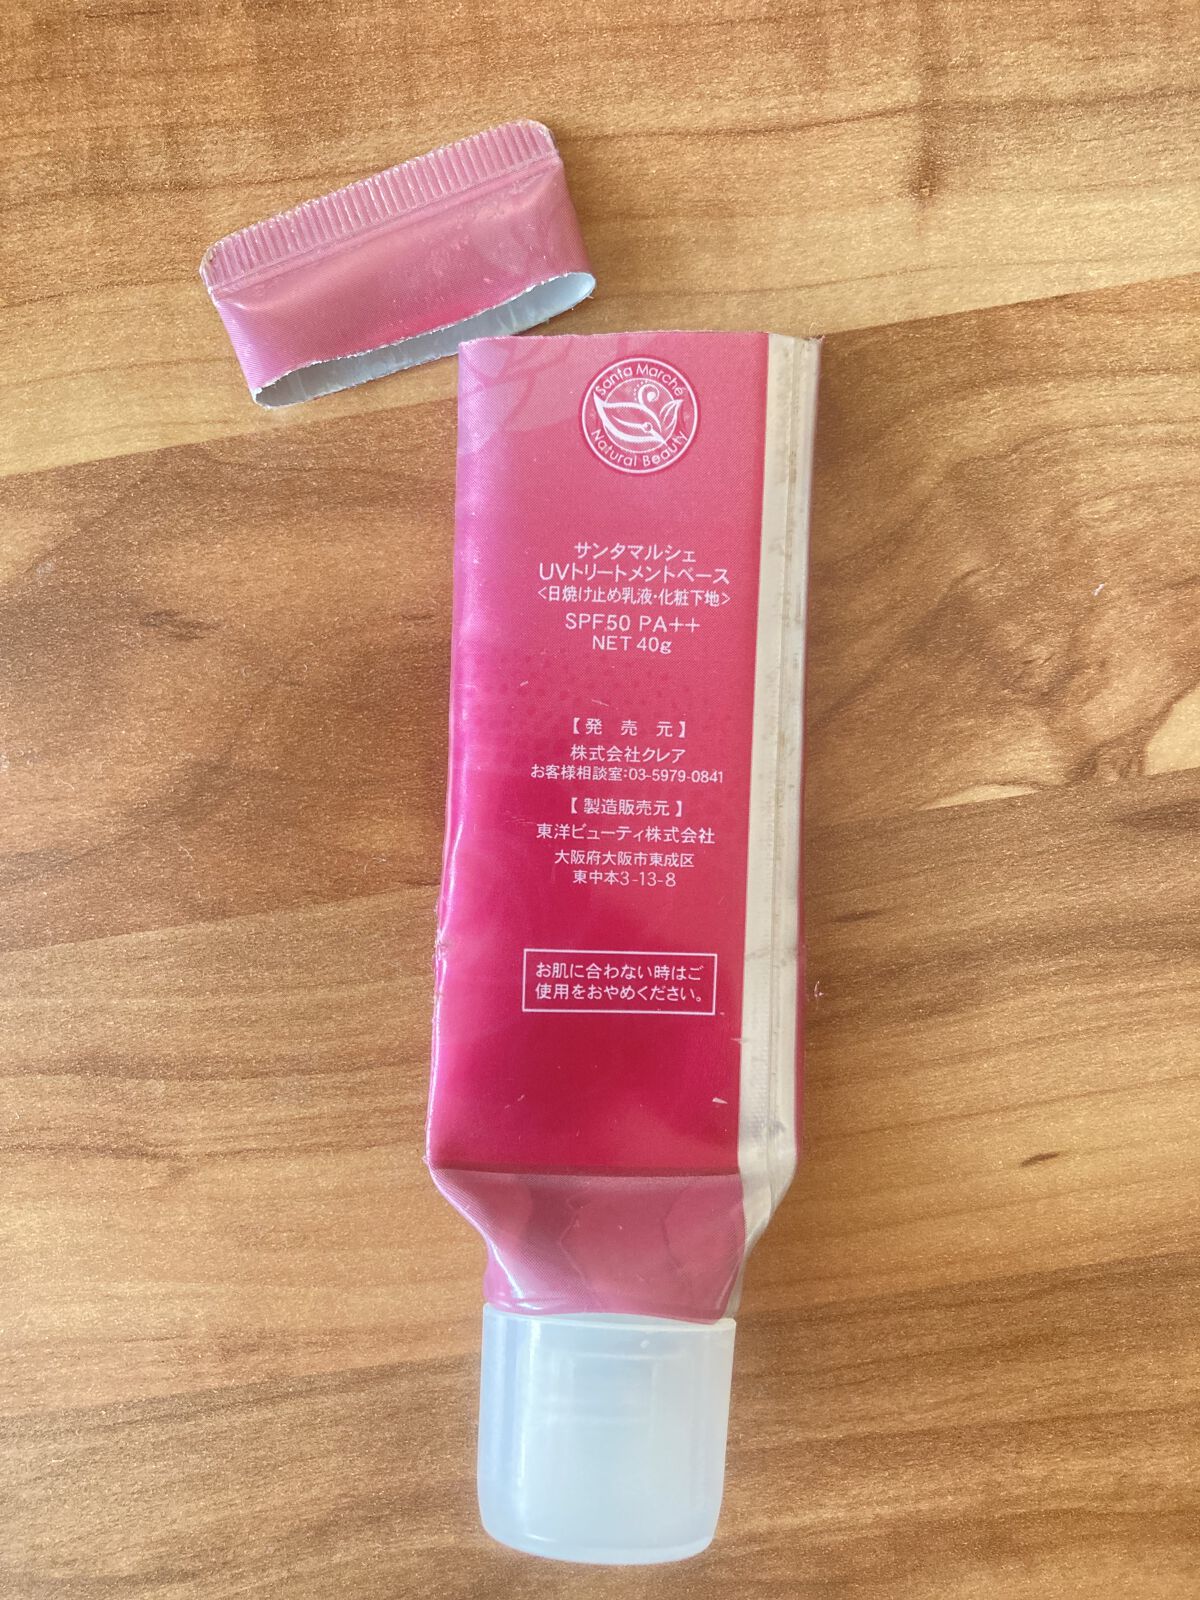 Santa Marché
Natural Beauty
サンタマルシェ
UVトリートメントベース
<日焼け止め乳液・化粧下地>
SPF50 PA++
NET 40g
【発売元】
株式会社クレア
お客様相談室:03-5979-0841
【製造販売元】
東洋ビューティ株式会社
大阪府大阪市東成区
東中本3-13-8
お肌に合わない時はご
使用をおやめください。